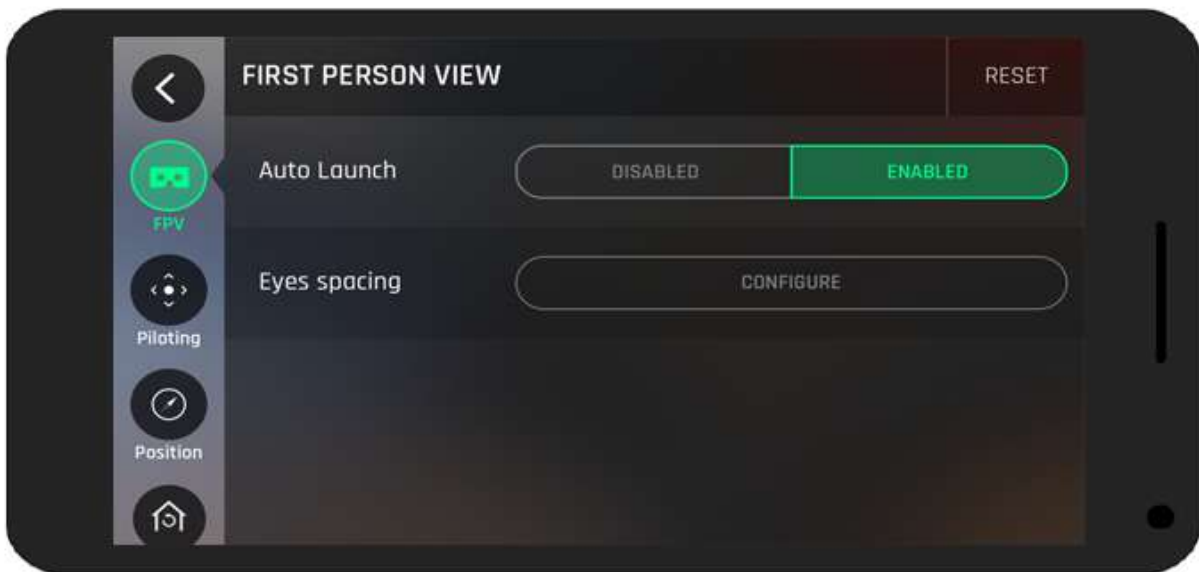 FIRST PERSON VIEW
RESET
Auto Launch
DISABLED
ENABLED
FPV
Eyes spacing
CONFIGURE
Piloting
Position